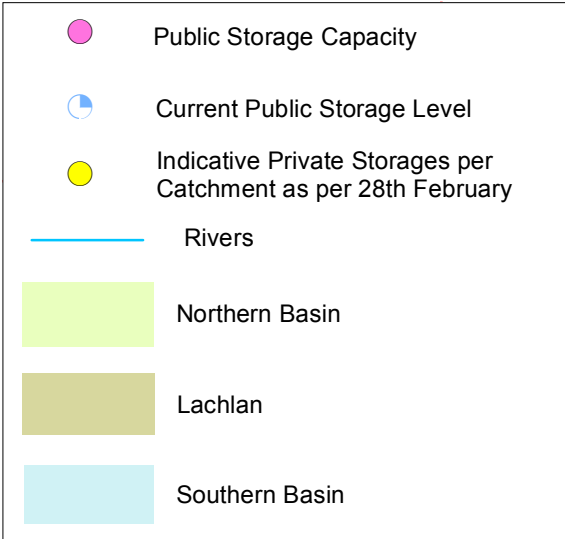 Public Storage Capacity
Current Public Storage Level
Indicative Private Storages per
Catchment as per 28th February
Rivers
Northern Basin
Lachlan
Southern Basin